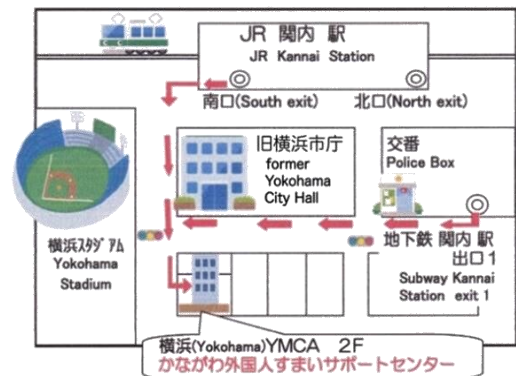 JR 関内 駅
JR Kannai Station
南口(South exit)
北口(North exit)
旧横浜市庁
former
Yokohama
City Hall
交番
Police Box
横浜スタジアム
Yokohama
Stadium
地下鉄 関内 駅
出口1
Subway Kannai
Station exit 1
横浜(Yokohama)YMCA 2F
かながわ外国人すまいサポートセンター